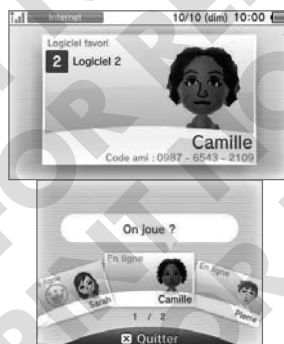 Internet 10/10 (dim) 10:00
Logiciel favori
2 Logiciel 2
Camille
Code ami : 0987 - 6543 - 2109
On joue ?
En ligne En ligne En ligne
Sarah Camille Pierre
1 / 2
X Quitter